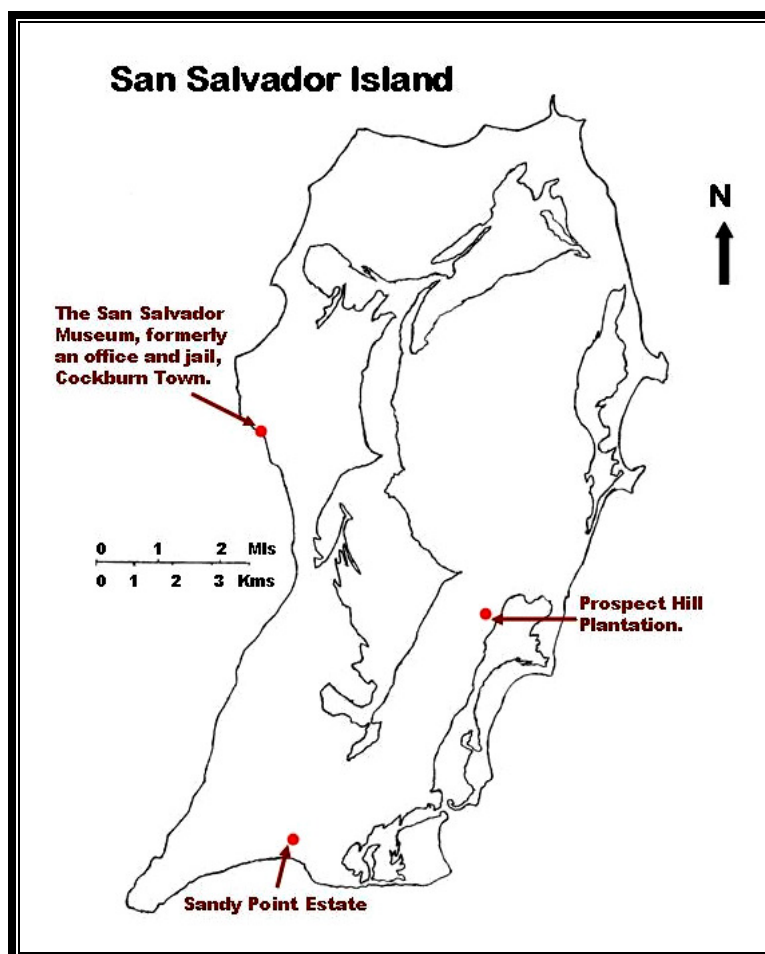 San Salvador Island
N
The San Salvador
Museum, formerly
an office and jail,
Cockburn Town.
0 1 2 Mls
0 1 2 3 Kms
Prospect Hill
Plantation.
Sandy Point Estate